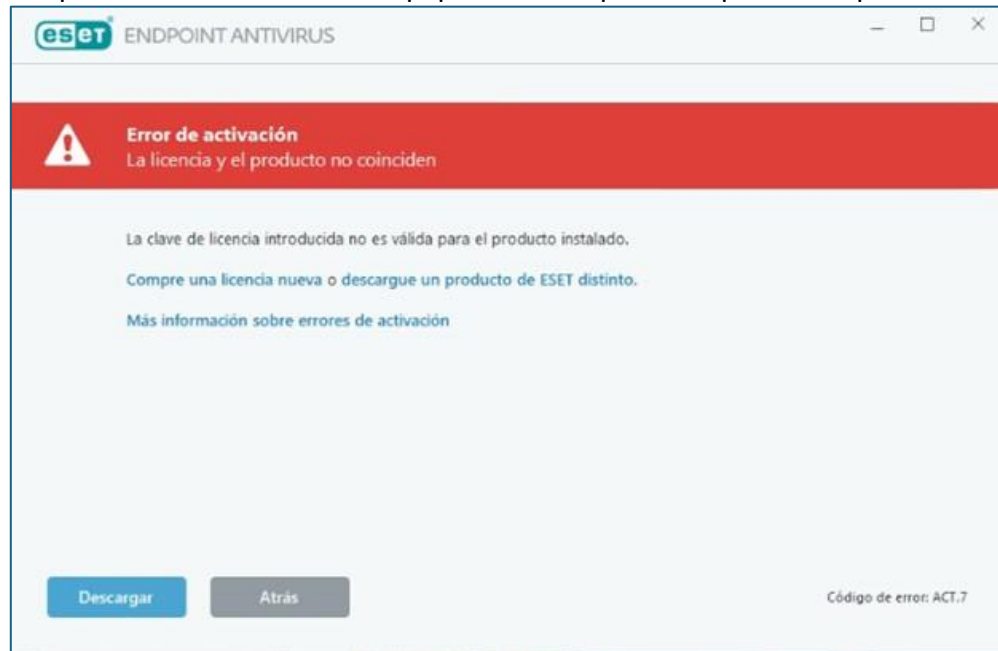 eset ENDPOINT ANTIVIRUS
Error de activación
La licencia y el producto no coinciden
La clave de licencia introducida no es válida para el producto instalado.
Compre una licencia nueva o descargue un producto de ESET distinto.
Más información sobre errores de activación
Descargar
Atrás
Código de error: ACT.7